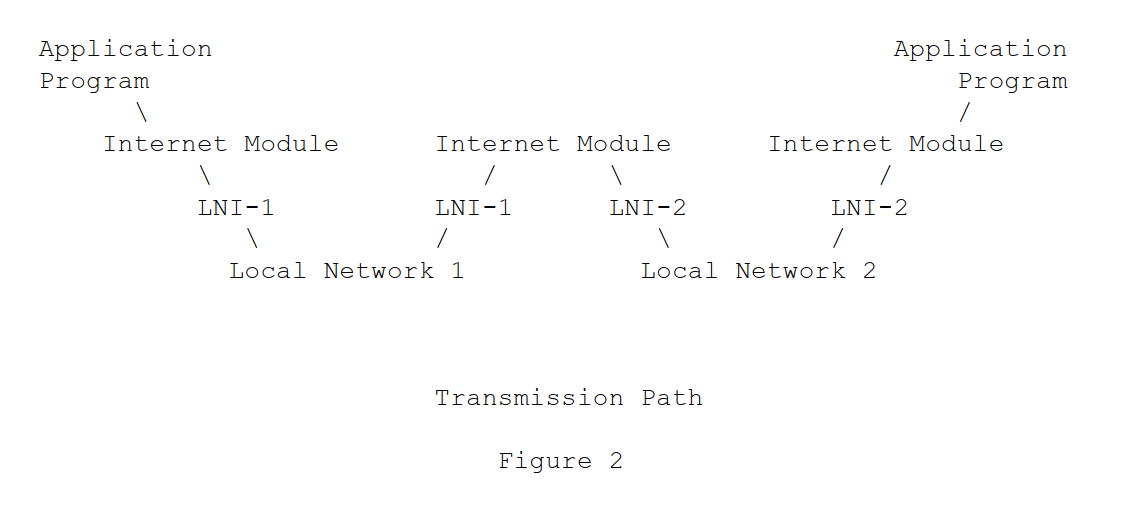 Application                                           Application
Program                                                   Program
      \                                                   /
    Internet Module      Internet Module      Internet Module
          \                 /       \                /
          LNI-1          LNI-1      LNI-2         LNI-2
             \           /             \          /
            Local Network 1           Local Network 2
Transmission Path
Figure 2